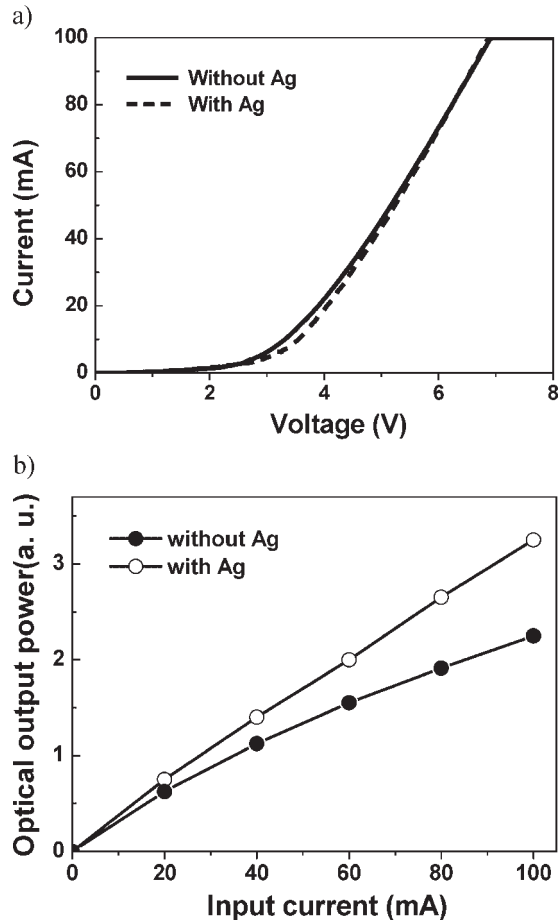 a)
100
80
60
40
20
0
Current (mA)
Without Ag
With Ag
0 2 4 6 8
Voltage (V)
b)
3
2
1
0
Optical output power(a. u.)
without Ag
with Ag
0 20 40 60 80 100
Input current (mA)